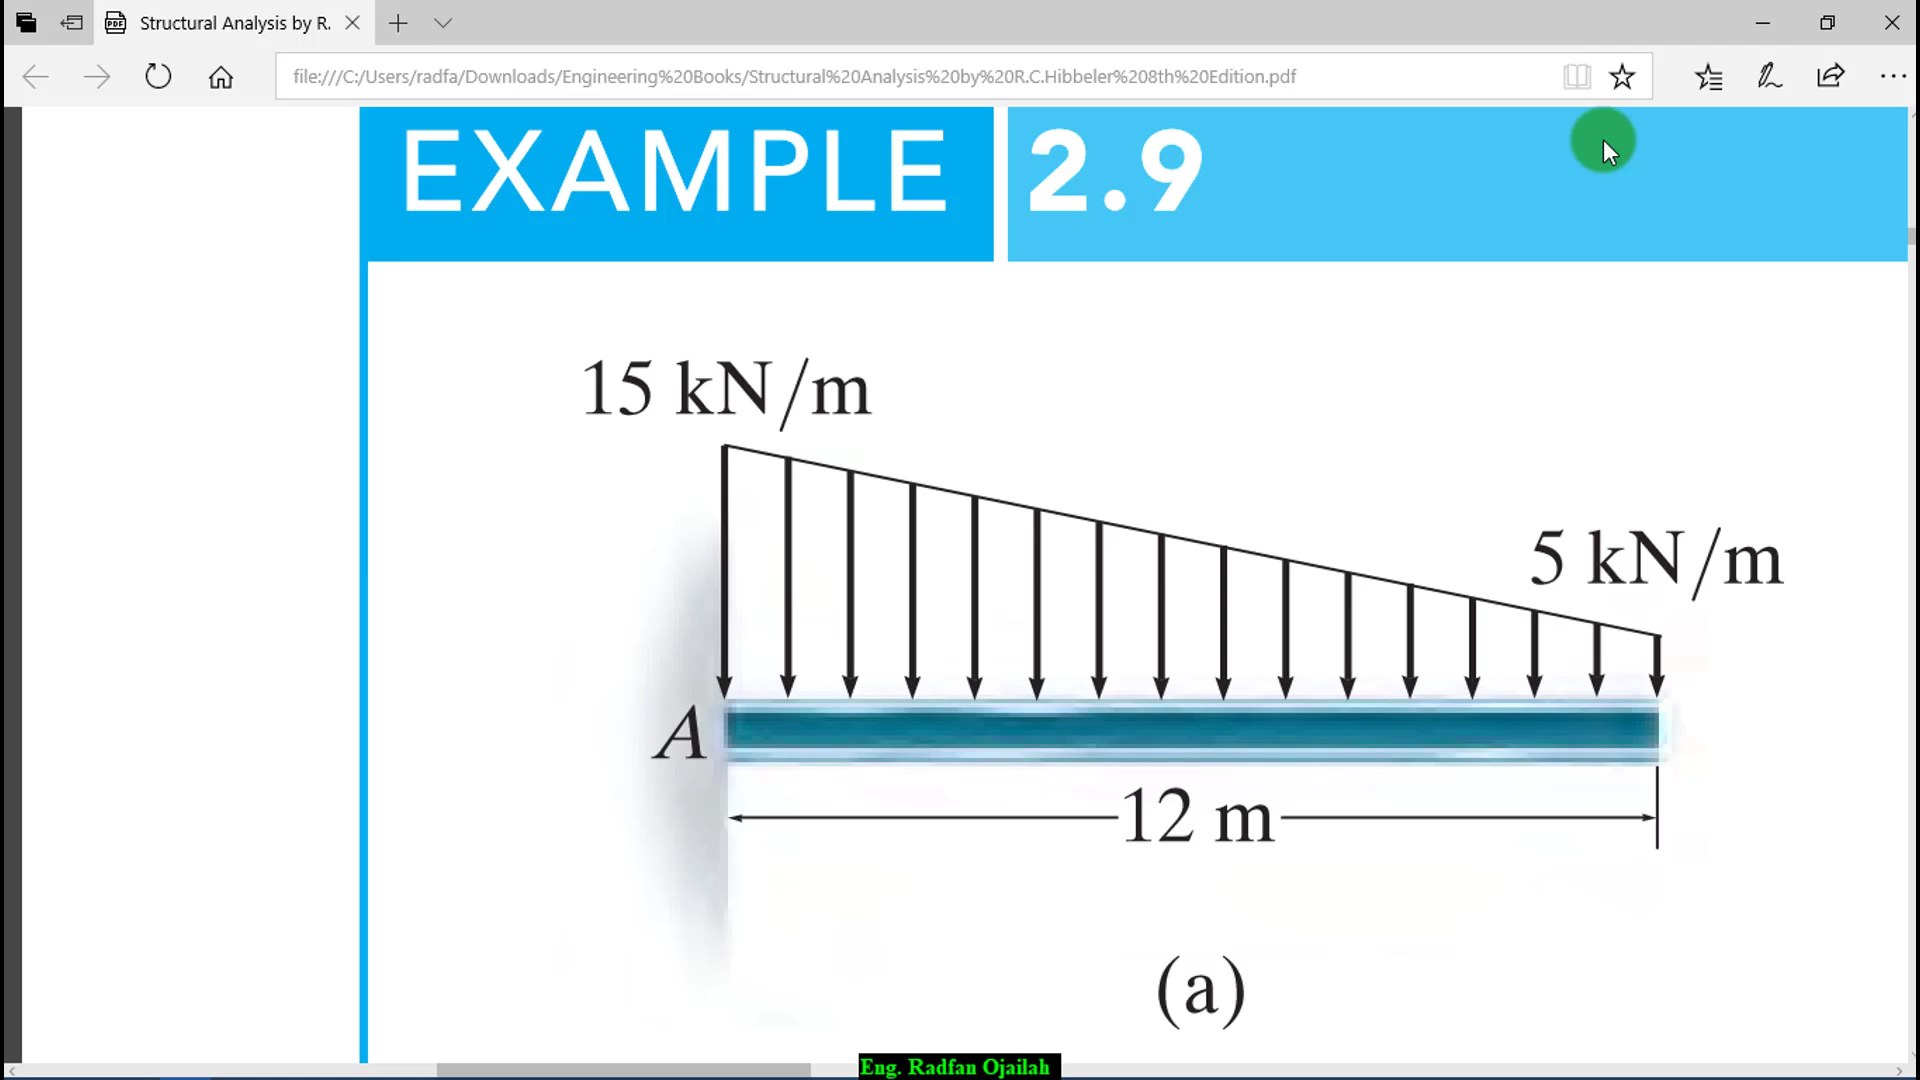 Structural Analysis by R.
file:///C:/Users/radfa/Downloads/Engineering%20Books/Structural%20Analysis%20by%20R.C.Hibbeler%208th%20Edition.pdf
EXAMPLE 2.9
15 kN/m
5 kN/m
A
12 m
(a)
Eng. Radfan Ojailah